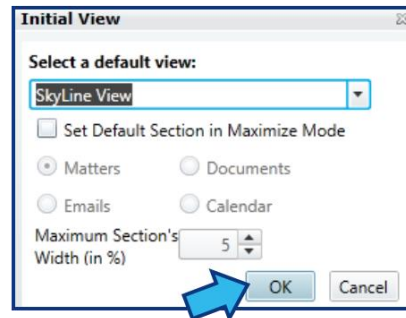 Initial View
Select a default view:
SkyLine View
Set Default Section in Maximize Mode
Matters Documents
Emails Calendar
Maximum Section's
Width (in %) 5
OK Cancel